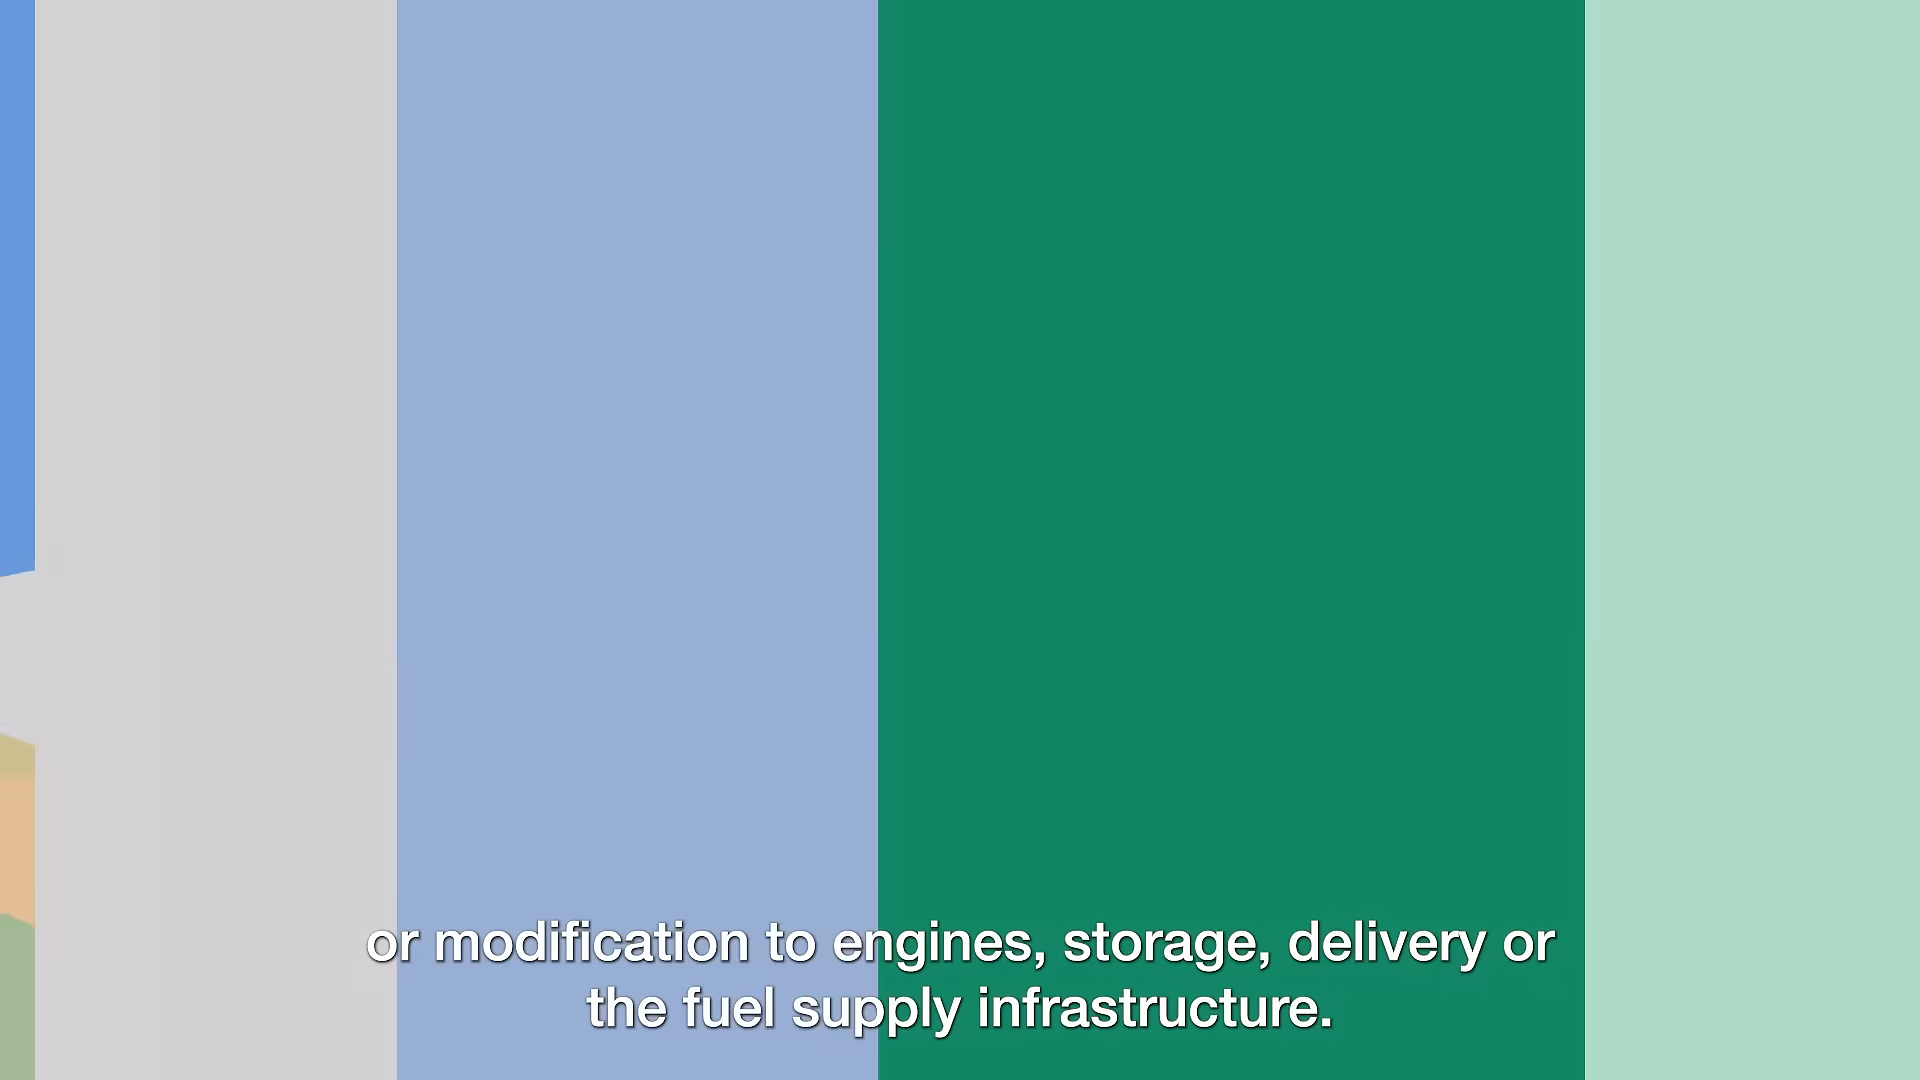 or modification to engines, storage, delivery or
the fuel supply infrastructure.